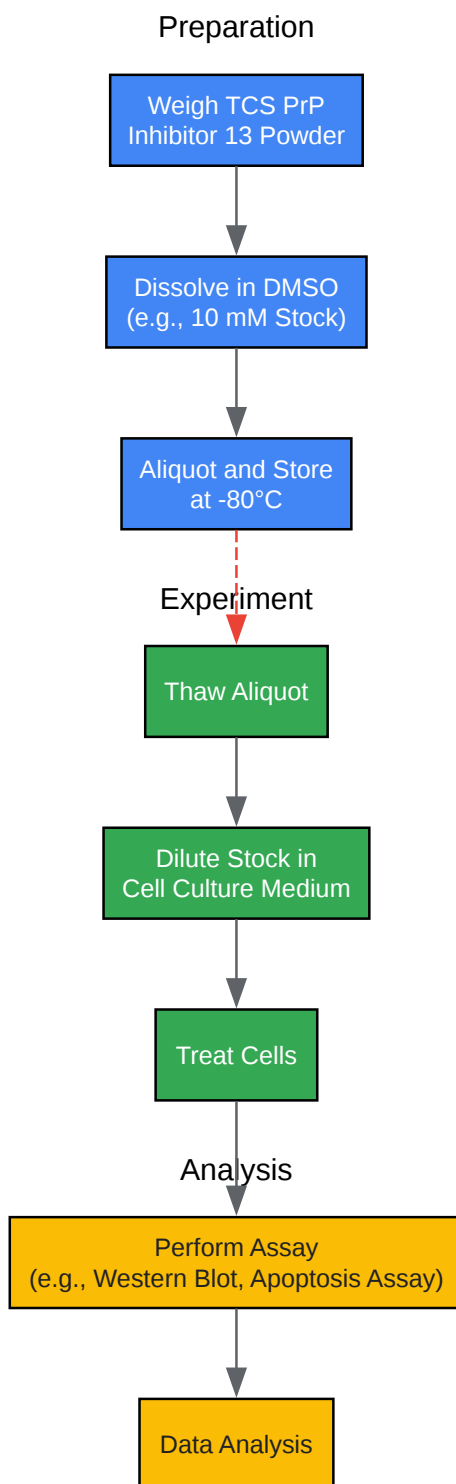 Preparation
Weigh TCS PrP
Inhibitor 13 Powder
Dissolve in DMSO
(e.g., 10 mM Stock)
Aliquot and Store
at -80°C
Experiment
Thaw Aliquot
Dilute Stock in
Cell Culture Medium
Treat Cells
Analysis
Perform Assay
(e.g., Western Blot, Apoptosis Assay)
Data Analysis